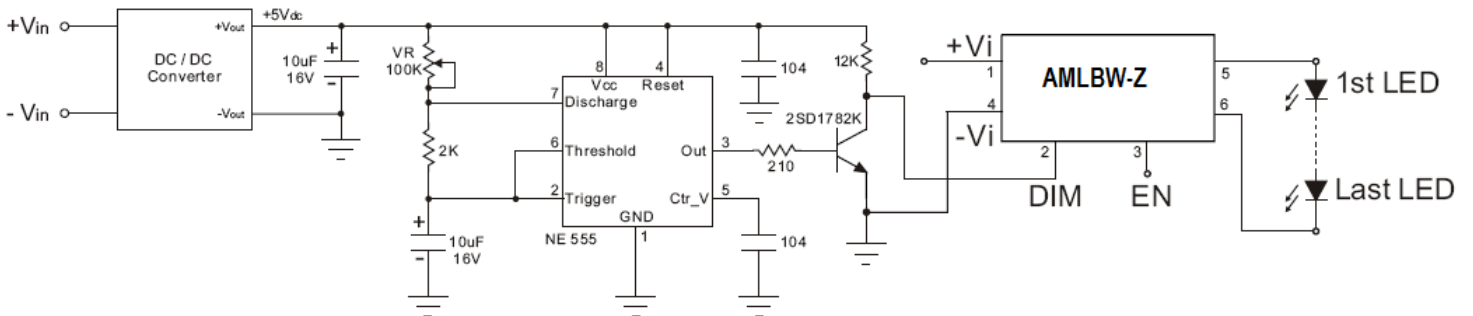 +Vin
- Vin
DC / DC
Converter
+Vout
-Vout
+5Vdc
10uF
16V
+
-
VR
100K
2K
+
-
10uF
16V
8
Vcc
4
Reset
7
Discharge
6
Threshold
2
Trigger
Out
3
Ctr_V
5
GND
1
NE 555
104
104
210
12K
2SD1782K
+Vi
1
4
-Vi
AMLBW-Z
2
DIM
3
EN
5
6
1st LED
Last LED